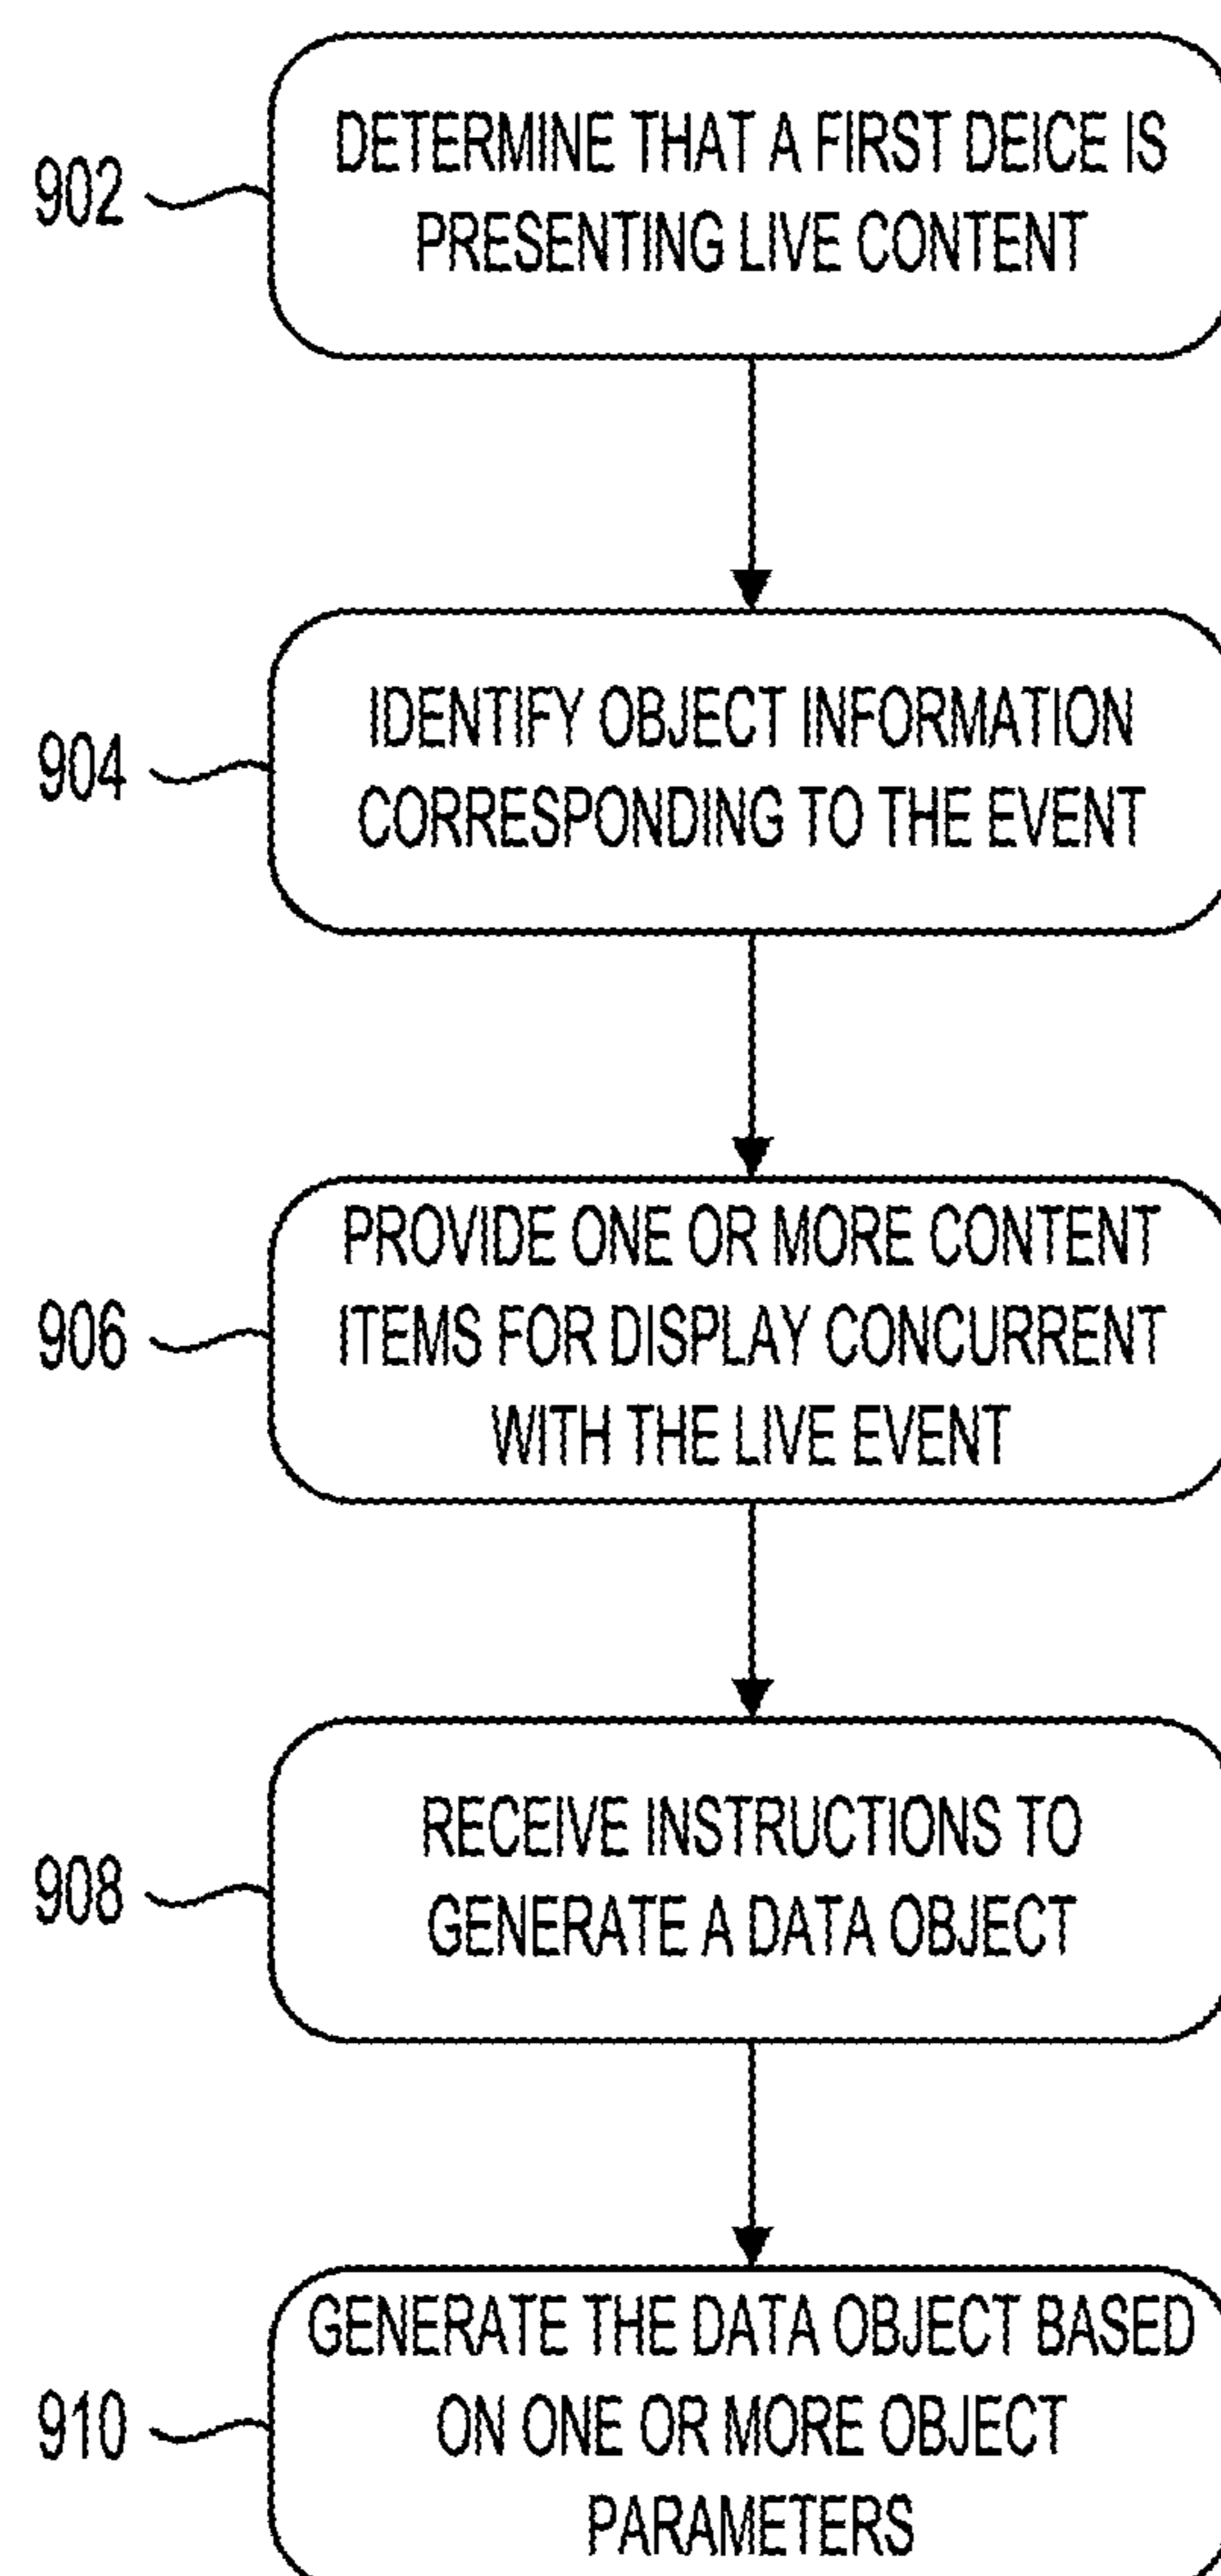 902
DETERMINE THAT A FIRST DEICE IS
PRESENTING LIVE CONTENT
904
IDENTIFY OBJECT INFORMATION
CORRESPONDING TO THE EVENT
906
PROVIDE ONE OR MORE CONTENT
ITEMS FOR DISPLAY CONCURRENT
WITH THE LIVE EVENT
908
RECEIVE INSTRUCTIONS TO
GENERATE A DATA OBJECT
910
GENERATE THE DATA OBJECT BASED
ON ONE OR MORE OBJECT
PARAMETERS